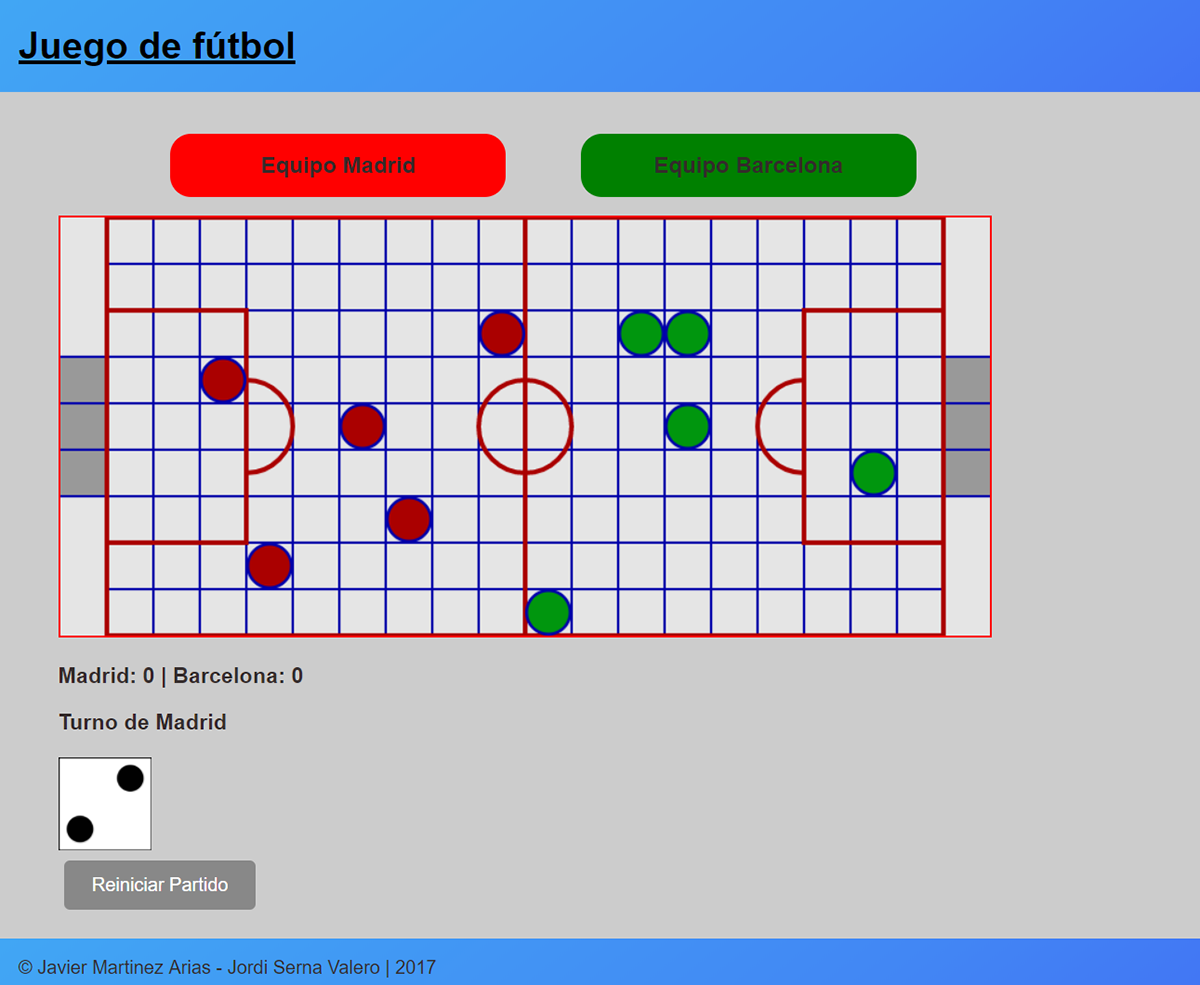 Juego de fútbol
Equipo Madrid
Equipo Barcelona
Madrid: 0 | Barcelona: 0
Turno de Madrid
Reiniciar Partido
© Javier Martinez Arias - Jordi Serna Valero | 2017